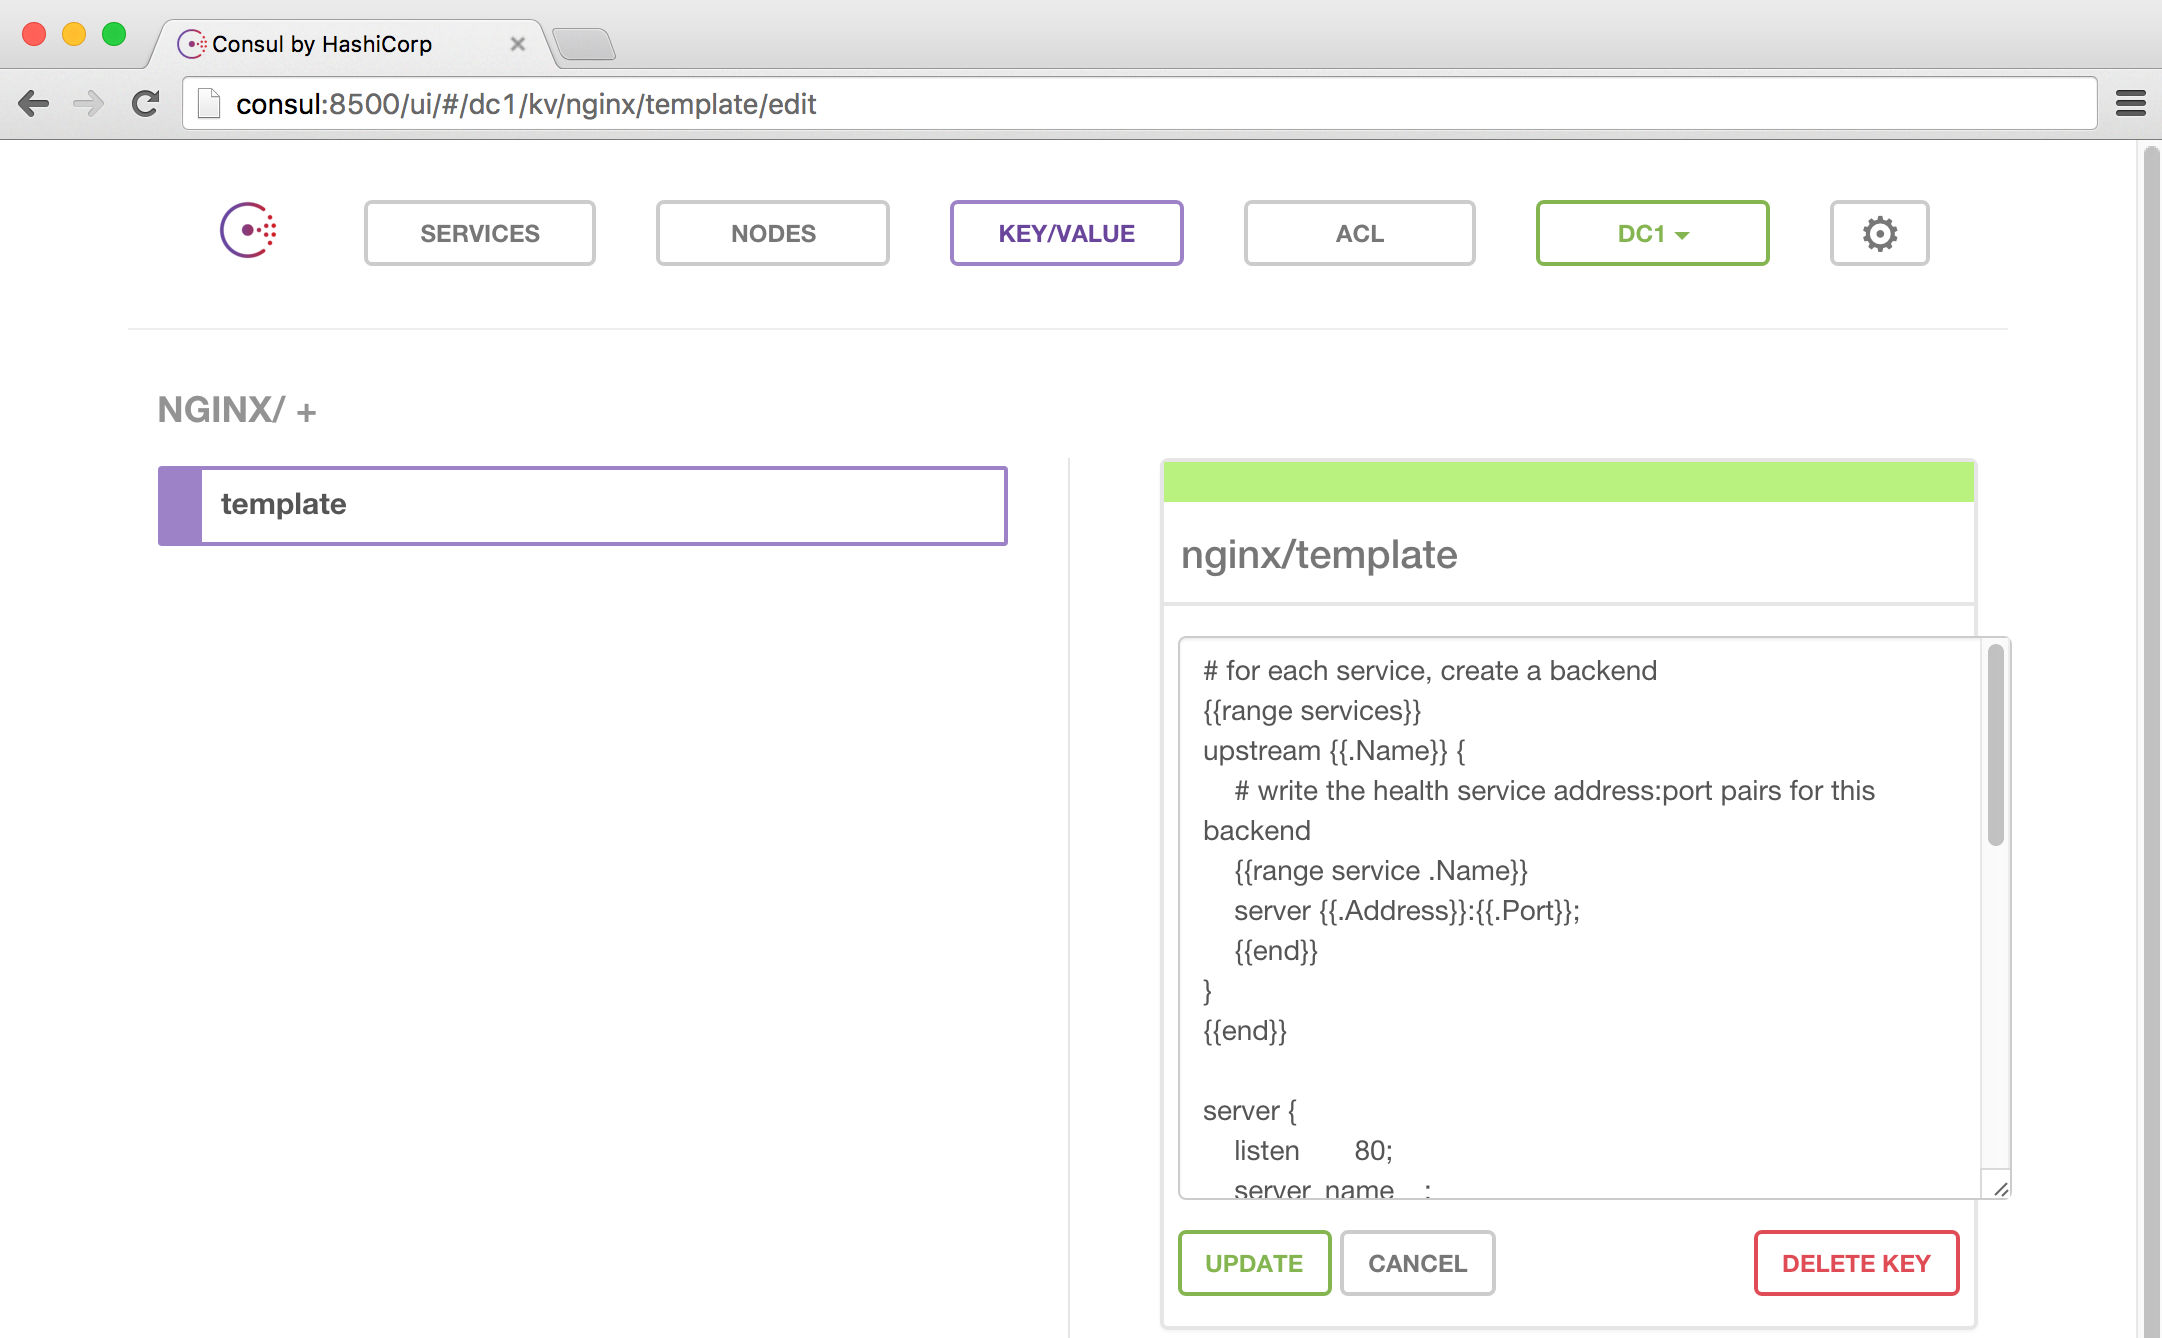 Consul by HashiCorp
consul:8500/ui/#/dc1/kv/nginx/template/edit
SERVICES
NODES
KEY/VALUE
ACL
DC1
NGINX/ +
template
nginx/template
# for each service, create a backend
{{range services}}
upstream {{.Name}} {
# write the health service address:port pairs for this
backend
{{range service .Name}}
server {{.Address}}:{{.Port}};
{{end}}
}
{{end}}
server {
listen 80;
server_name _;
UPDATE
CANCEL
DELETE KEY